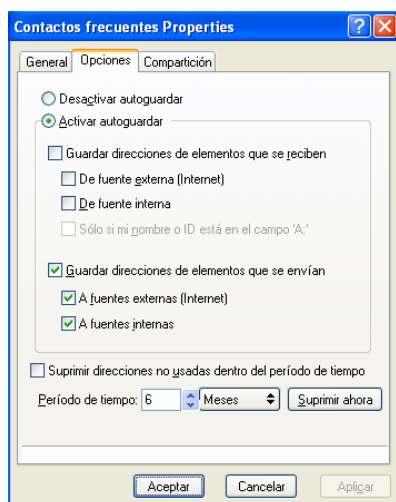 Contactos frecuentes Properties
General Opciones Compartición
Desactivar autoguardar
Activar autoguardar
Guardar direcciones de elementos que se reciben
De fuente externa (Internet)
De fuente interna
Sólo si mi nombre o ID está en el campo 'A:'
Guardar direcciones de elementos que se envían
A fuentes externas (Internet)
A fuentes internas
Suprimir direcciones no usadas dentro del período de tiempo
Período de tiempo: 6 Meses Suprimir ahora
Aceptar Cancelar Aplicar